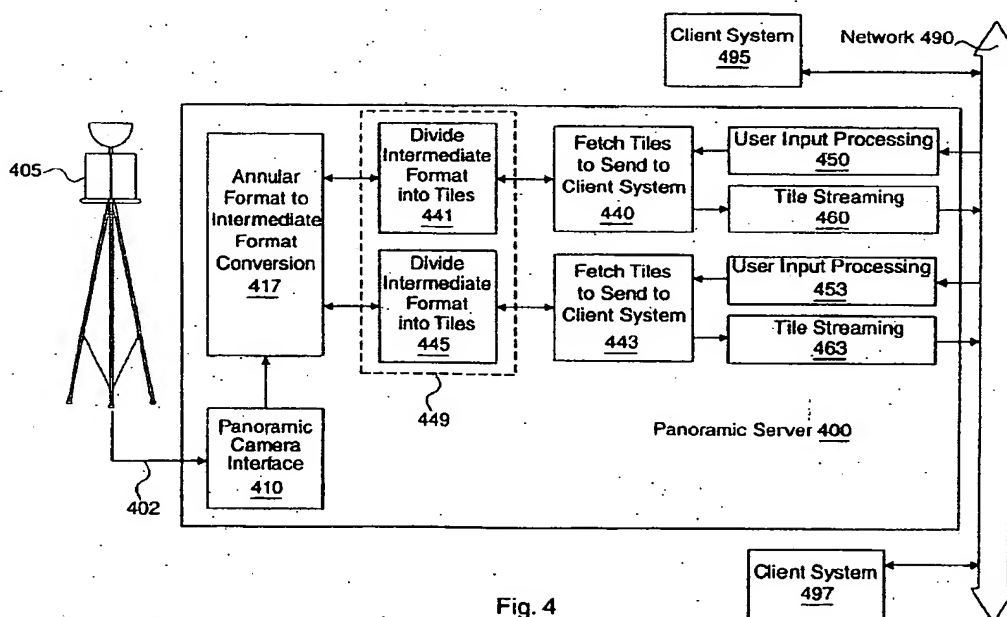 Client System
495
Network 490
405
Annular
Format to
Intermediate
Format
Conversion
417
Divide
Intermediate
Format
into Tiles
441
Fetch Tiles
to Send to
Client System
440
User Input Processing
450
Tile Streaming
460
Divide
Intermediate
Format
into Tiles
445
Fetch Tiles
to Send to
Client System
443
User Input Processing
453
Tile Streaming
463
449
Panoramic
Camera
Interface
410
Panoramic Server 400
402
Client System
497
Fig. 4